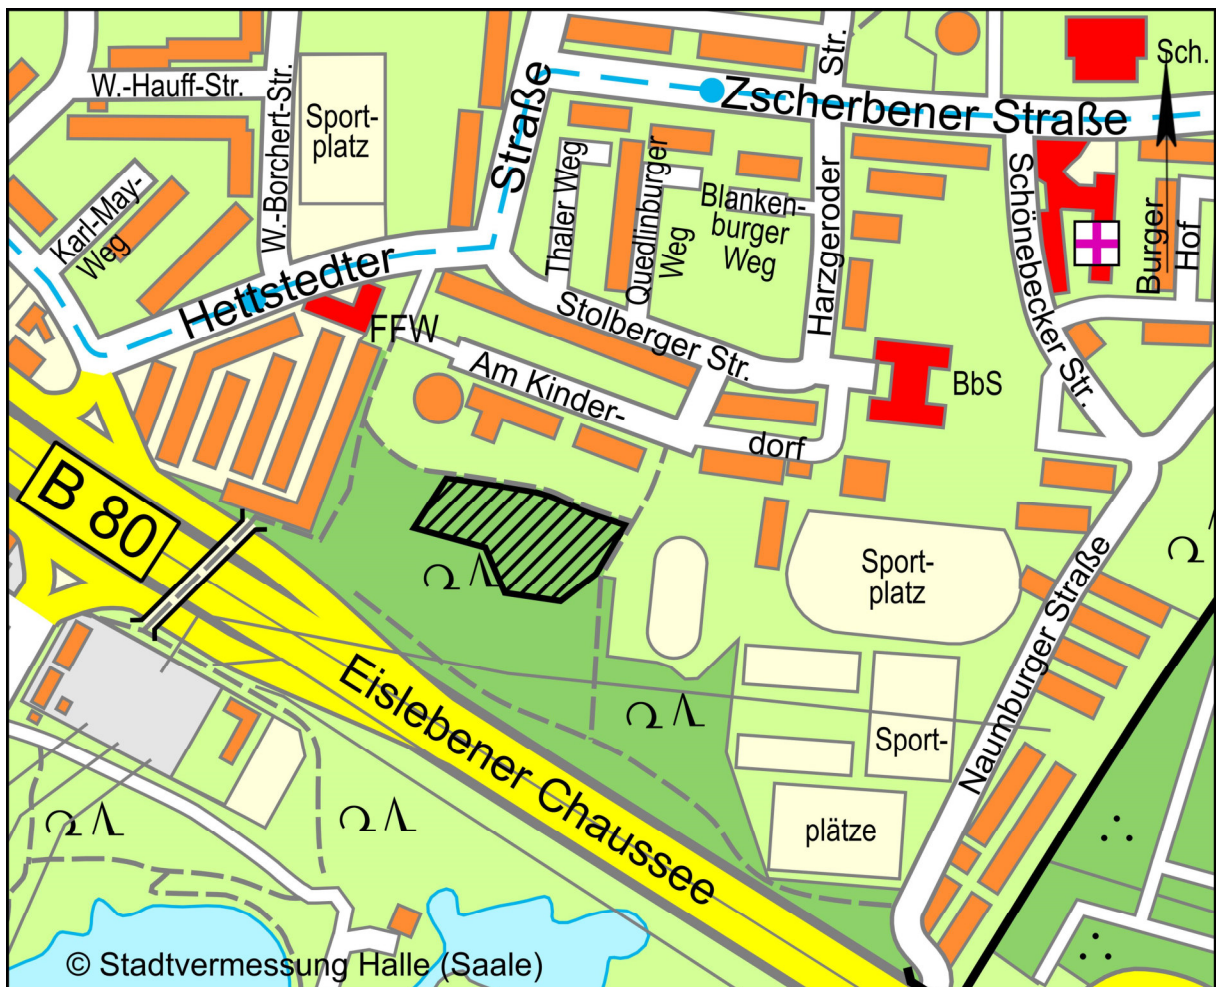 Sch.
W.-Hauff-Str.
W.-Borchert-Str.
Sport-
platz
Straße
Str.
Zscherbener Straße
Karl-May-
Weg
Thaler Weg
Quedlinburger
Weg
Blanken-
burger
Weg
Harzgeroder
Schönebecker Str.
Burger
Hof
Hettstedter
FFW
Stolberger Str.
Am Kinder-
dorf
BbS
B 80
Sport-
platz
Naumburger Straße
Eislebener Chaussee
Sport-
plätze
© Stadtvermessung Halle (Saale)